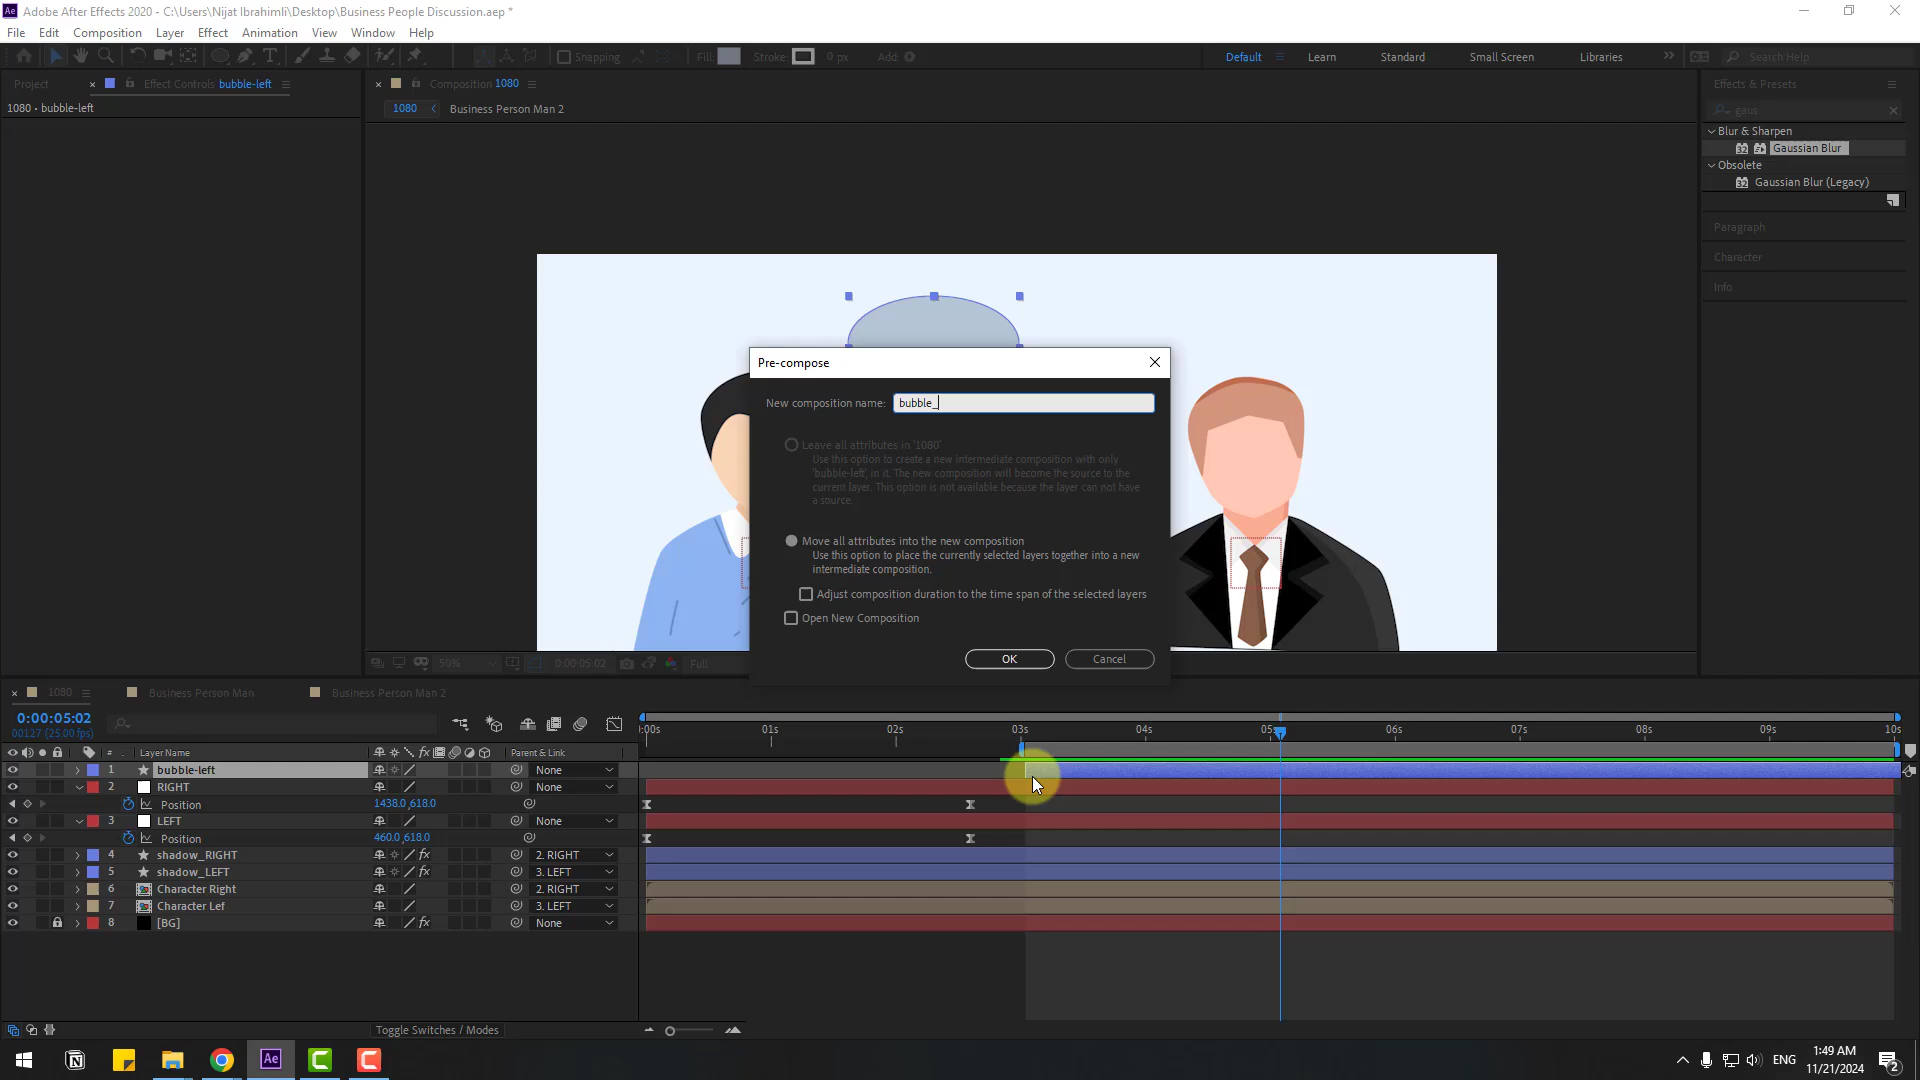 Adobe After Effects 2020 - C:\Users\Nijat Ibrahimli\Desktop\Business People Discussion.aep *
File Edit Composition Layer Effect Animation View Window Help
Snapping Fill: Stroke: 0 px Add: Default Learn Standard Small Screen Libraries Search Help
Project Effect Controls bubble-left Composition 1080 Effects & Presets
1080 • bubble-left 1080 Business Person Man 2 gaus
Blur & Sharpen
Gaussian Blur
Obsolete
Gaussian Blur (Legacy)
Paragraph
Character
Info
Pre-compose
New composition name: bubble_
Leave all attributes in '1080'
Use this option to create a new intermediate composition with only
'bubble-left', in it. The new composition will become the source to the
current layer. This option is not available because the layer can not have
a source.
Move all attributes into the new composition
Use this option to place the currently selected layers together into a new
intermediate composition.
Adjust composition duration to the time span of the selected layers
Open New Composition
OK Cancel
50% 0:00:05:02 Full
1080 Business Person Man Business Person Man 2
0:00:05:02
00127 (25.00 fps)
:00s 01s 02s 03s 04s 05s 06s 07s 08s 09s 10s
# Layer Name fx Parent & Link
1 bubble-left None
2 RIGHT None
Position 1438.0,618.0
3 LEFT None
Position 460.0,618.0
4 shadow_RIGHT fx 2. RIGHT
5 shadow_LEFT fx 3. LEFT
6 Character Right 2. RIGHT
7 Character Lef 3. LEFT
8 [BG] fx None
Toggle Switches / Modes
Ae ENG 1:49 AM
11/21/2024 2